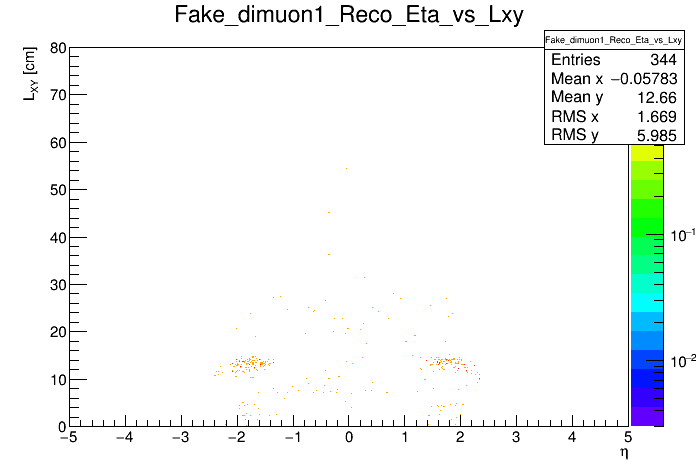 Fake_dimuon1_Reco_Eta_vs_Lxy
Fake_dimuon1_Reco_Eta_vs_Lxy
Entries 344
Mean x −0.05783
Mean y 12.66
RMS x 1.669
RMS y 5.985
L_XY [cm]
80
70
60
50
40
30
20
10
0
−5 −4 −3 −2 −1 0 1 2 3 4 5
η
10⁻¹
10⁻²